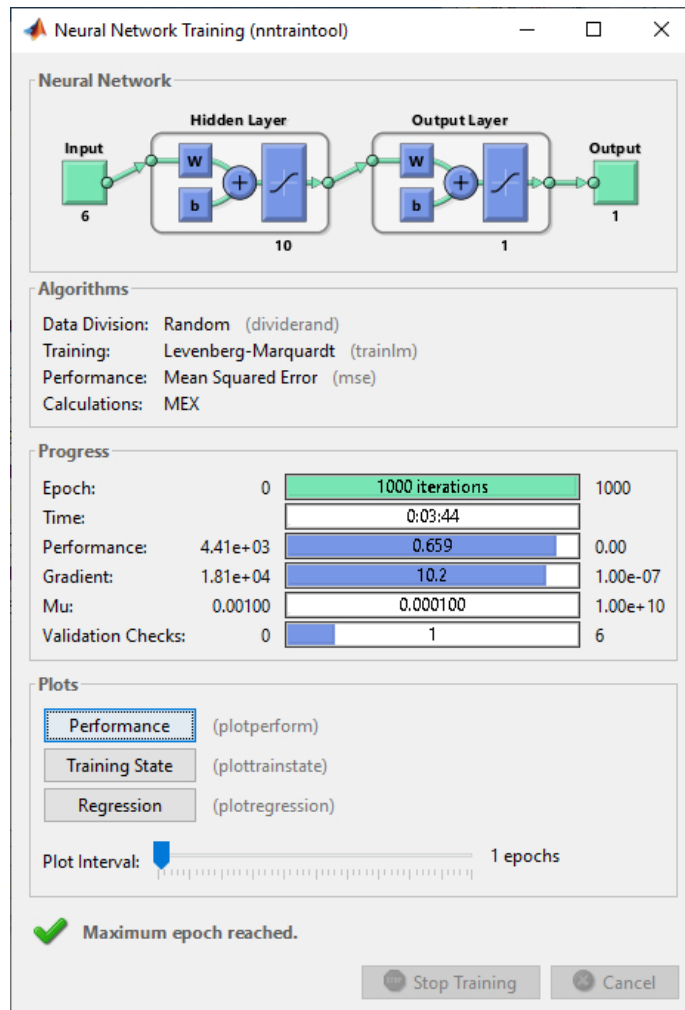 Neural Network Training (nntraintool)
Neural Network
Hidden Layer Output Layer
Input Output
W W
b b
6 10 1 1
Algorithms
Data Division: Random (dividerand)
Training: Levenberg-Marquardt (trainlm)
Performance: Mean Squared Error (mse)
Calculations: MEX
Progress
Epoch: 0 1000 iterations 1000
Time: 0:03:44
Performance: 4.41e+03 0.659 0.00
Gradient: 1.81e+04 10.2 1.00e-07
Mu: 0.00100 0.000100 1.00e+10
Validation Checks: 0 1 6
Plots
Performance (plotperform)
Training State (plottrainstate)
Regression (plotregression)
Plot Interval: 1 epochs
Maximum epoch reached.
Stop Training Cancel